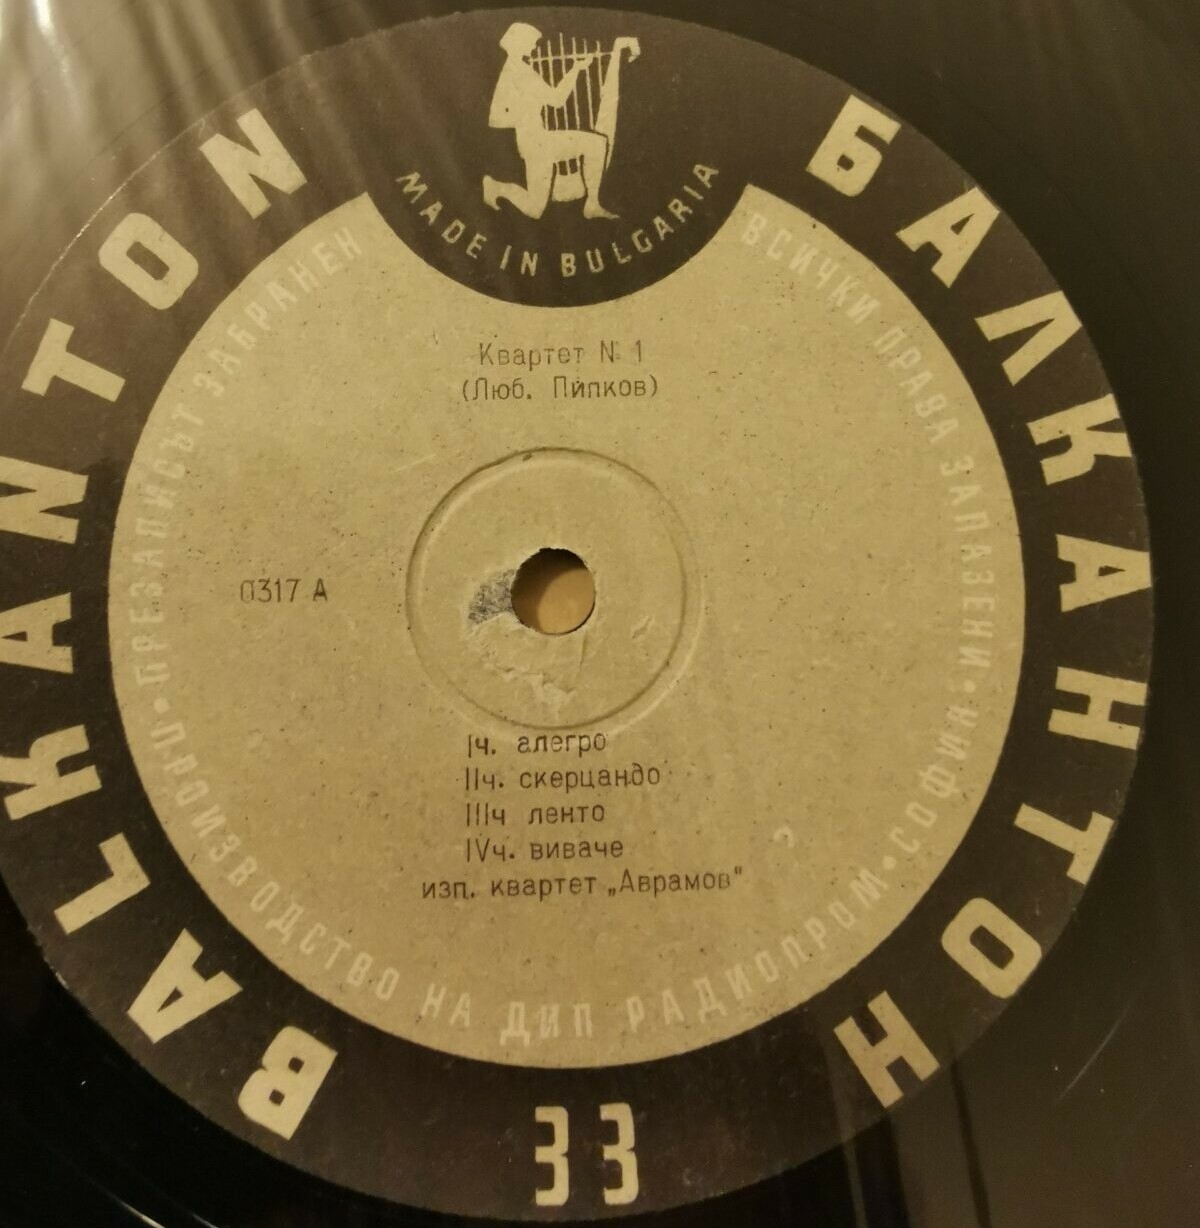 BALKANTON
БАЛКАНТОН
MADE IN BULGARIA
ВСИЧКИ ПРАВА ЗАПАЗЕНИ • ПРЕЗАПИСЪТ ЗАБРАНЕН
ПРОИЗВОДСТВО НА ДИП РАДИОПРОМ • СОФИЯ •
Квартет № 1
(Люб. Пипков)
0317 А
Iч. алегро
IIч. скерцандо
IIIч ленто
IVч. виваче
изп. квартет „Аврамов"
33